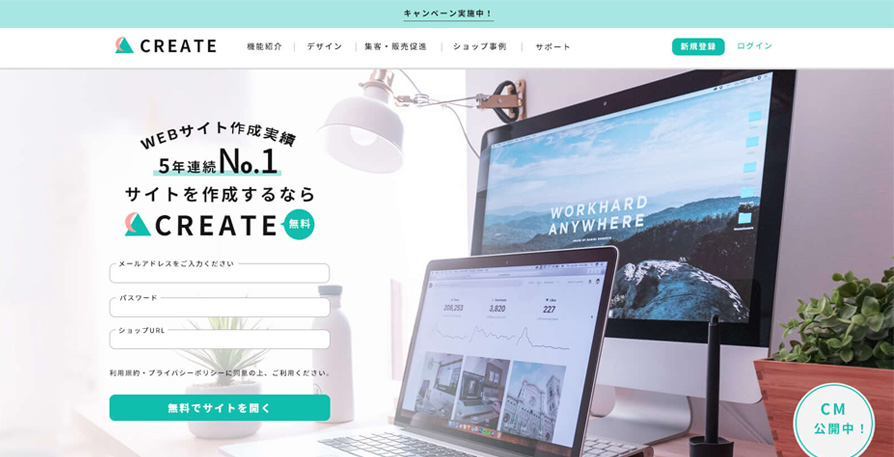 キャンペーン実施中！
CREATE
機能紹介 | デザイン | 集客・販売促進 | ショップ事例 | サポート
新規登録
ログイン
WEBサイト作成実績
5年連続No.1
サイトを作成するなら
CREATE 無料
メールアドレスをご入力ください
パスワード
ショップURL
利用規約・プライバシーポリシーに同意の上、ご利用ください。
無料でサイトを開く
WORKHARD
ANYWHERE
208,253 3,820 227
CM
公開中！